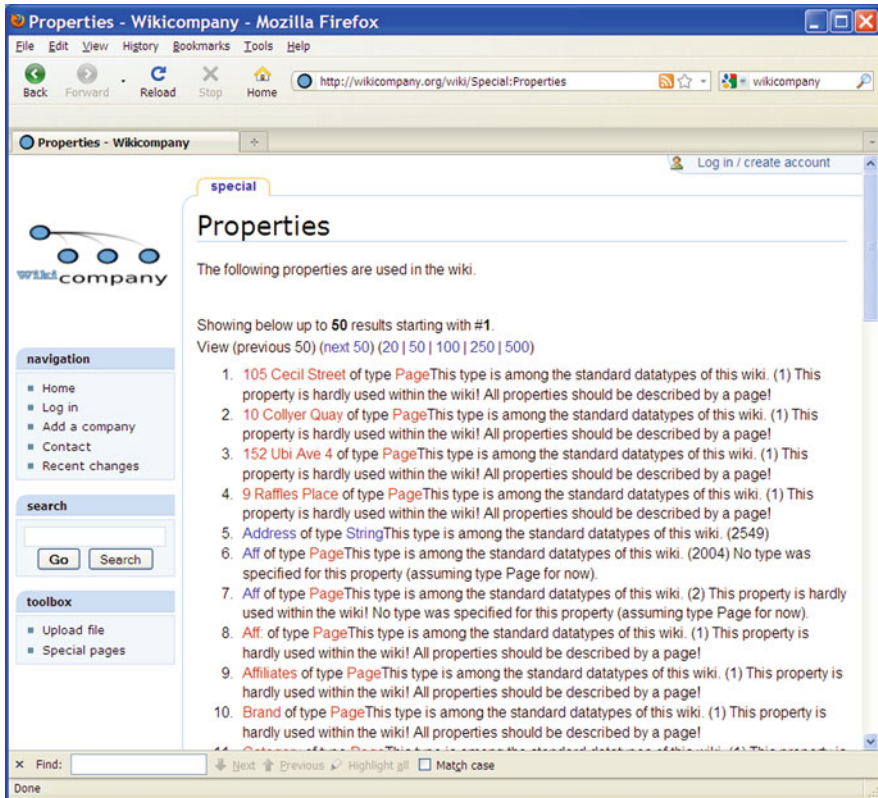 Properties - Wikicompany - Mozilla Firefox
File Edit View History Bookmarks Tools Help
Back Forward Reload Stop Home http://wikicompany.org/wiki/Special:Properties wikicompany
Properties - Wikicompany
Log in / create account
special
wikicompany
Properties
The following properties are used in the wiki.
Showing below up to 50 results starting with #1.
View (previous 50) (next 50) (20 | 50 | 100 | 250 | 500)
1. 105 Cecil Street of type PageThis type is among the standard datatypes of this wiki. (1) This
property is hardly used within the wiki! All properties should be described by a page!
2. 10 Collyer Quay of type PageThis type is among the standard datatypes of this wiki. (1) This
property is hardly used within the wiki! All properties should be described by a page!
3. 152 Ubi Ave 4 of type PageThis type is among the standard datatypes of this wiki. (1) This
property is hardly used within the wiki! All properties should be described by a page!
4. 9 Raffles Place of type PageThis type is among the standard datatypes of this wiki. (1) This
property is hardly used within the wiki! All properties should be described by a page!
5. Address of type StringThis type is among the standard datatypes of this wiki. (2549)
6. Aff of type PageThis type is among the standard datatypes of this wiki. (2004) No type was
specified for this property (assuming type Page for now).
7. Aff of type PageThis type is among the standard datatypes of this wiki. (2) This property is hardly
used within the wiki! No type was specified for this property (assuming type Page for now).
8. Aff: of type PageThis type is among the standard datatypes of this wiki. (1) This property is
hardly used within the wiki! All properties should be described by a page!
9. Affiliates of type PageThis type is among the standard datatypes of this wiki. (1) This property is
hardly used within the wiki! All properties should be described by a page!
10. Brand of type PageThis type is among the standard datatypes of this wiki. (1) This property is
hardly used within the wiki! All properties should be described by a page!
11. Category of type PageThis type is among the standard datatypes of this wiki. (1) This property is
navigation
Home
Log in
Add a company
Contact
Recent changes
search
Go Search
toolbox
Upload file
Special pages
Find: Next Previous Highlight all Match case
Done